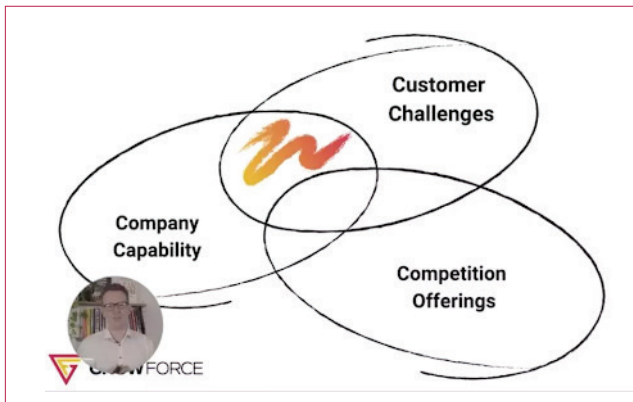 Customer
Challenges
Company
Capability
Competition
Offerings
FORCE